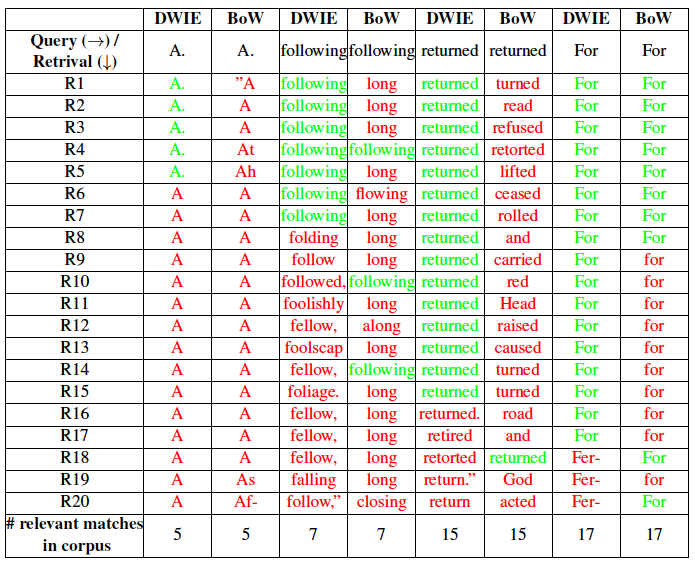 DWIE BoW DWIE BoW DWIE BoW DWIE BoW
Query (→) / Retrival (↓) A. A. following following returned returned For For
R1 A. ”A following long returned turned For For
R2 A. A following long returned read For For
R3 A. A following long returned refused For For
R4 A. At following following returned retorted For For
R5 A. Ah following long returned lifted For For
R6 A A following flowing returned ceased For For
R7 A A following long returned rolled For For
R8 A A folding long returned and For For
R9 A A follow long returned carried For for
R10 A A followed, following returned red For for
R11 A A foolishly long returned Head For for
R12 A A fellow, along returned raised For for
R13 A A foolscap long returned caused For for
R14 A A fellow, following returned turned For for
R15 A A foliage. long returned turned For for
R16 A A fellow, long returned. road For for
R17 A A fellow, long retired and For for
R18 A A fellow, long retorted returned Fer- For
R19 A As falling long return.” God Fer- for
R20 A Af- follow,” closing return acted Fer- For
# relevant matches in corpus 5 5 7 7 15 15 17 17